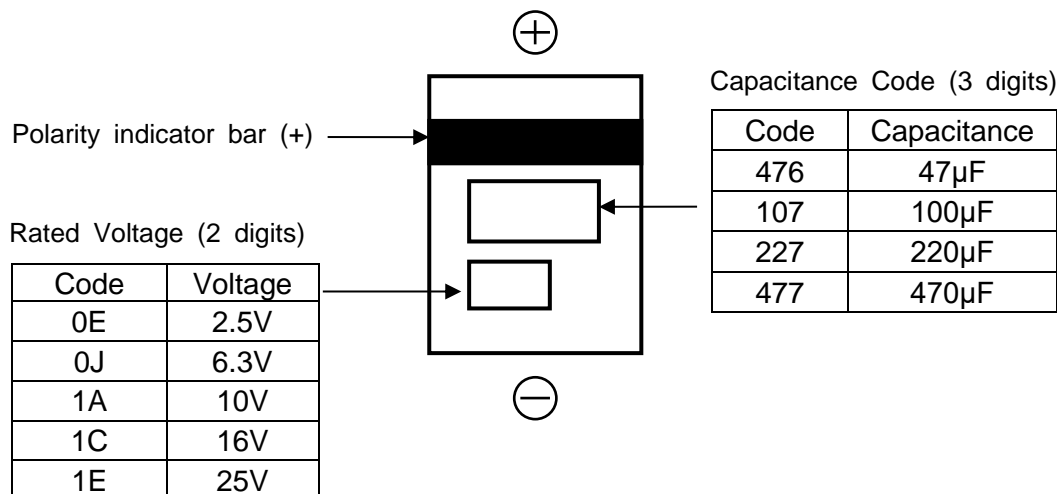 Polarity indicator bar (+)
Rated Voltage (2 digits)
Code Voltage
0E 2.5V
0J 6.3V
1A 10V
1C 16V
1E 25V
Capacitance Code (3 digits)
Code Capacitance
476 47µF
107 100µF
227 220µF
477 470µF